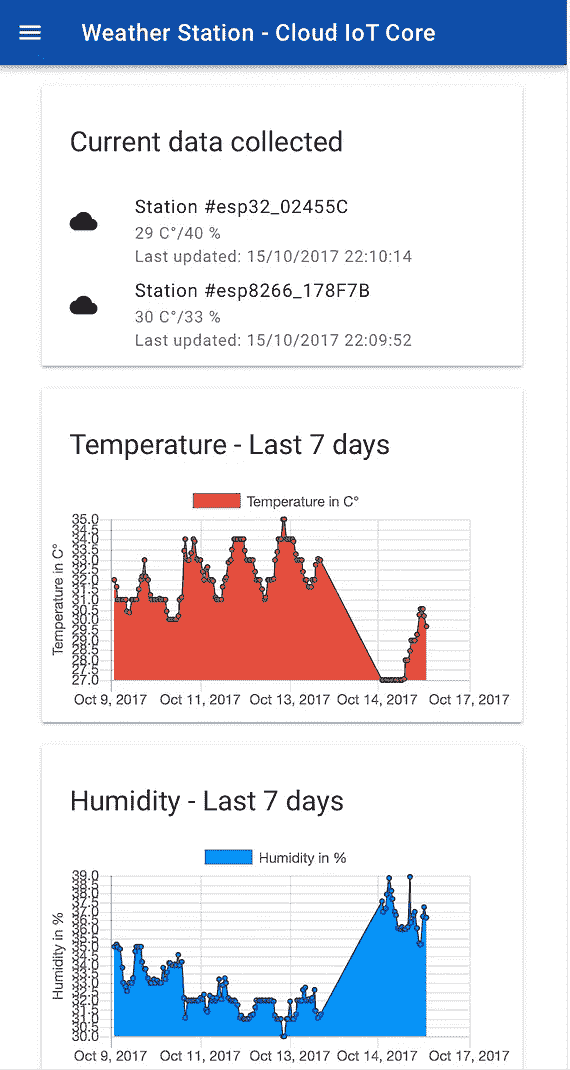 Weather Station - Cloud IoT Core
Current data collected
Station #esp32_02455C
29 C°/40 %
Last updated: 15/10/2017 22:10:14
Station #esp8266_178F7B
30 C°/33 %
Last updated: 15/10/2017 22:09:52
Temperature - Last 7 days
Temperature in C°
Temperature in C°
35.0
34.5
34.0
33.5
33.0
32.5
32.0
31.5
31.0
30.5
30.0
29.5
29.0
28.5
28.0
27.5
27.0
Oct 9, 2017 Oct 11, 2017 Oct 13, 2017 Oct 14, 2017 Oct 17, 2017
Humidity - Last 7 days
Humidity in %
Humidity in %
39.0
38.5
38.0
37.5
37.0
36.5
36.0
35.5
35.0
34.5
34.0
33.5
33.0
32.5
32.0
31.5
31.0
30.5
30.0
Oct 9, 2017 Oct 11, 2017 Oct 13, 2017 Oct 14, 2017 Oct 17, 2017